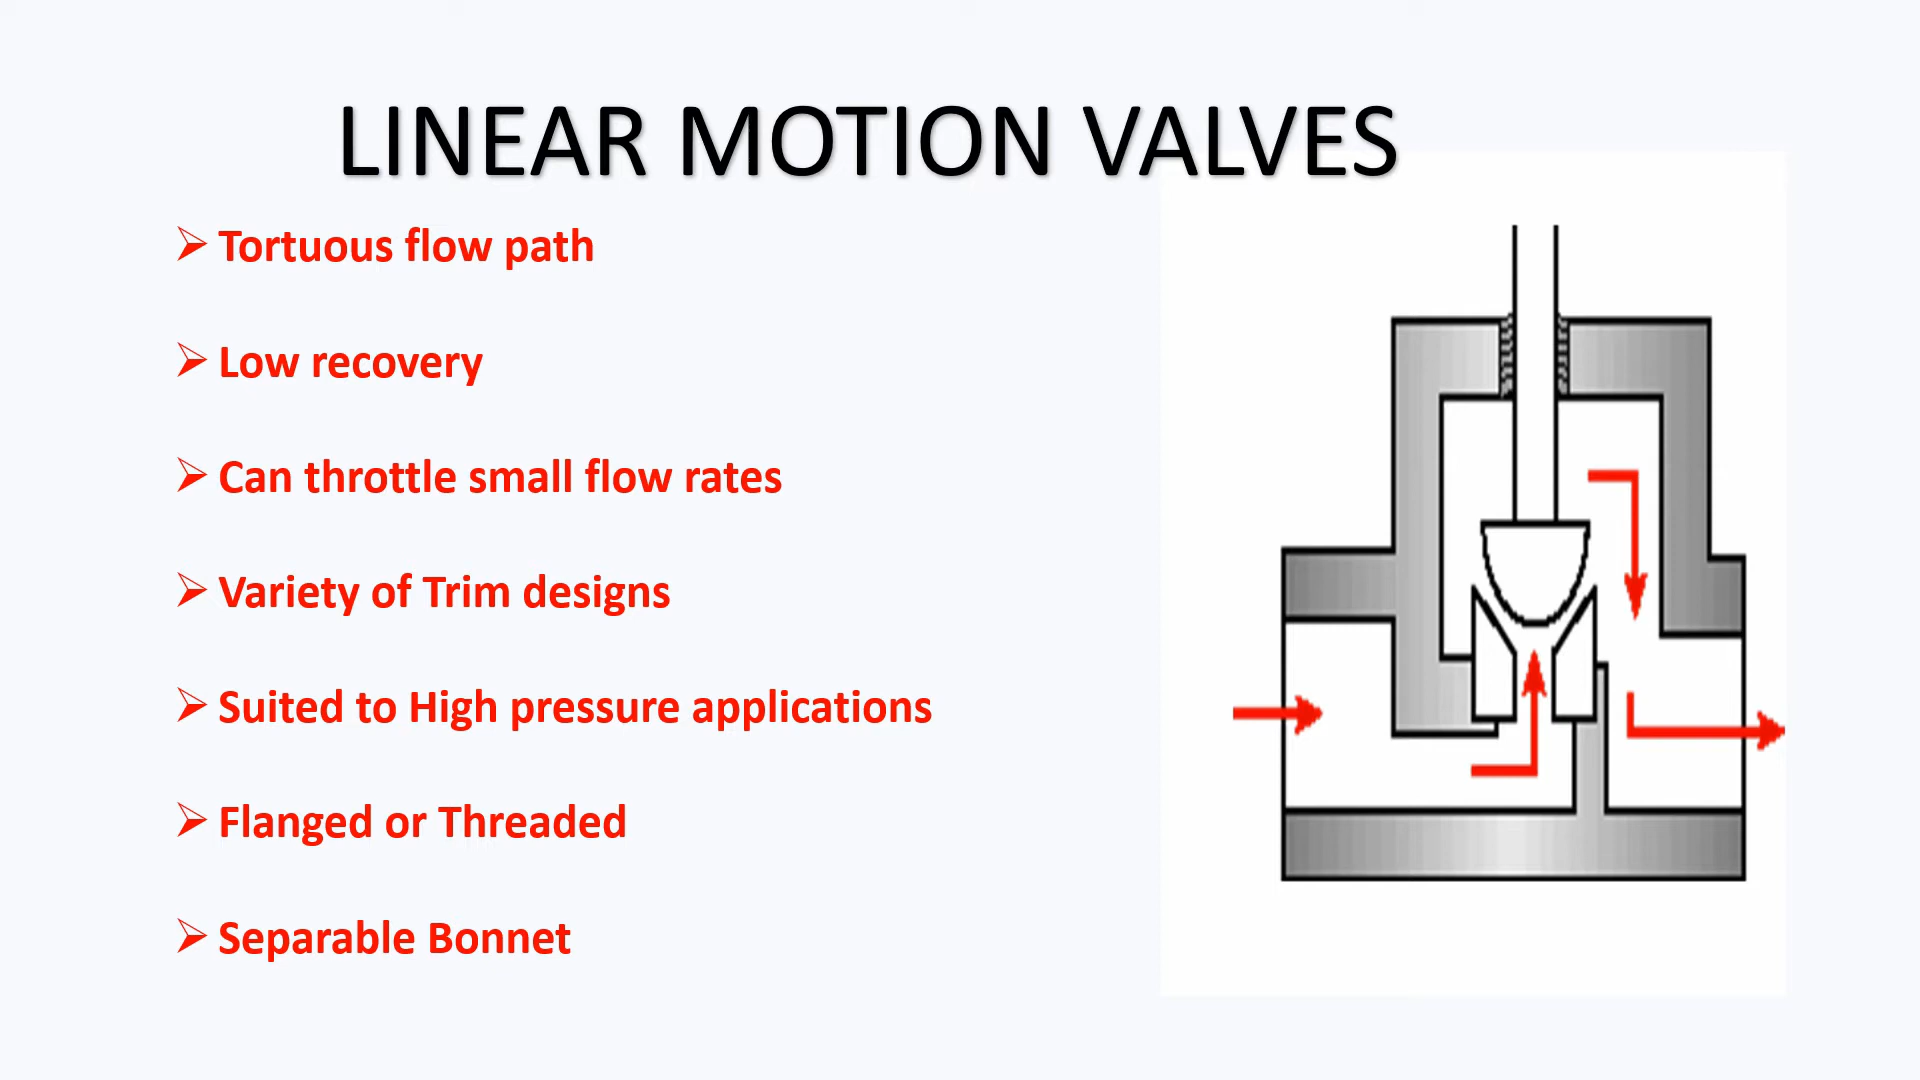 LINEAR MOTION VALVES
Tortuous flow path
Low recovery
Can throttle small flow rates
Variety of Trim designs
Suited to High pressure applications
Flanged or Threaded
Separable Bonnet